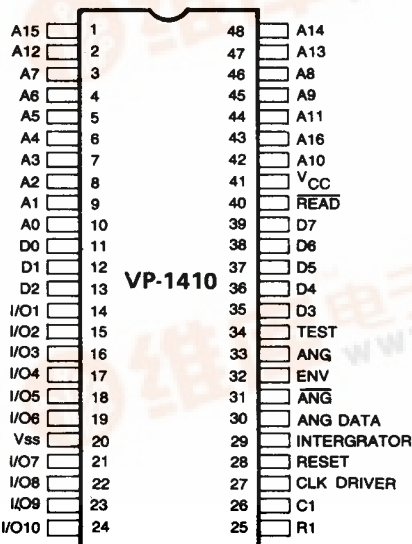 A15 1 48 A14
A12 2 47 A13
A7 3 46 A8
A6 4 45 A9
A5 5 44 A11
A4 6 43 A16
A3 7 42 A10
A2 8 41 VCC
A1 9 40 READ
A0 10 39 D7
D0 11 38 D6
D1 12 37 D5
D2 13 VP-1410 36 D4
I/O1 14 35 D3
I/O2 15 34 TEST
I/O3 16 33 ANG
I/O4 17 32 ENV
I/O5 18 31 ANG
I/O6 19 30 ANG DATA
Vss 20 29 INTERGRATOR
I/O7 21 28 RESET
I/O8 22 27 CLK DRIVER
I/O9 23 26 C1
I/O10 24 25 R1